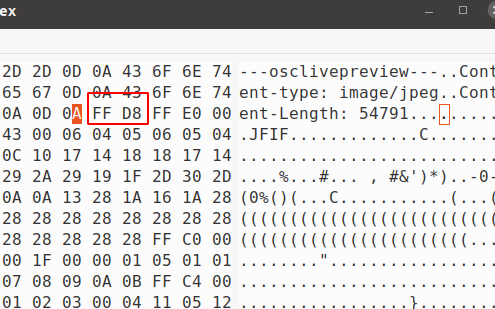 ex
2D 2D 0D 0A 43 6F 6E 74 ---osclivepreview---..Cont
65 67 0D 0A 43 6F 6E 74 ent-type: image/jpeg..Cont
0A 0D 0A FF D8 FF E0 00 ent-Length: 54791...........
43 00 06 04 05 06 05 04 .JFIF.............C.......
0C 10 17 14 18 18 17 14 ..........................
29 2A 29 19 1F 2D 30 2D ....%...#... , #&')*)..-0-
0A 0A 13 28 1A 16 1A 28 (0%()(...C.........(...(
28 28 28 28 28 28 28 28 ((((((((((((((((((((((((((
28 28 28 28 28 FF C0 00 (((((((((((((((((((((((...
00 1F 00 00 01 05 01 01 ........".................
07 08 09 0A 0B FF C4 00 ..........................
01 02 03 00 04 11 05 12 .................}........